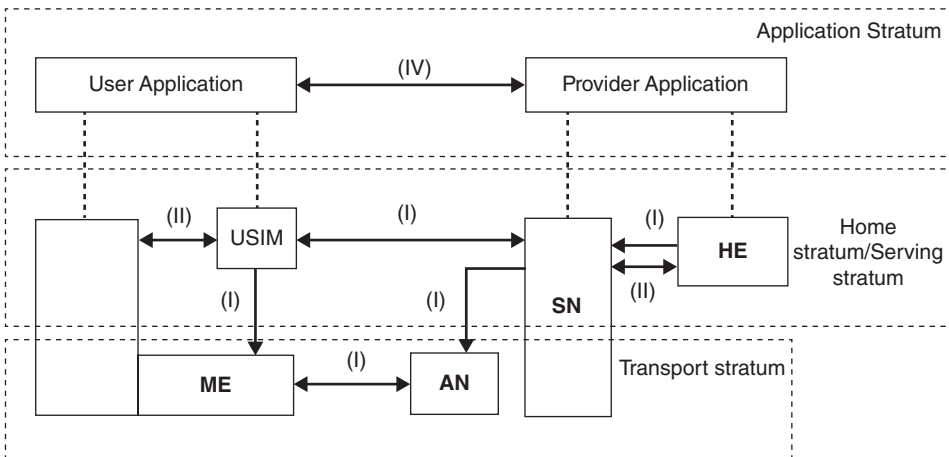 Application Stratum
User Application
(IV)
Provider Application
(II)
USIM
(I)
(I)
HE
(II)
Home
stratum/Serving
stratum
(I)
(I)
SN
ME
(I)
AN
Transport stratum